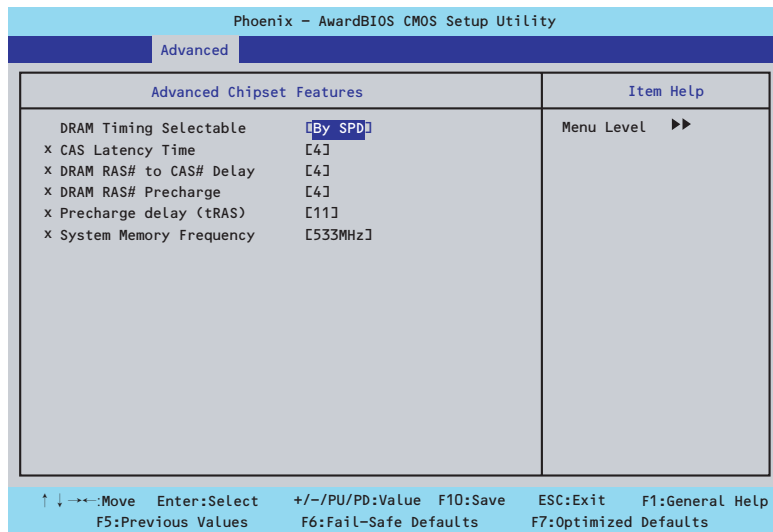 Phoenix - AwardBIOS CMOS Setup Utility
Advanced
Advanced Chipset Features
Item Help
DRAM Timing Selectable [By SPD]
Menu Level ▶▶
x CAS Latency Time [4]
x DRAM RAS# to CAS# Delay [4]
x DRAM RAS# Precharge [4]
x Precharge delay (tRAS) [11]
x System Memory Frequency [533MHz]
↑↓→←:Move Enter:Select +/-/PU/PD:Value F10:Save ESC:Exit F1:General Help
F5:Previous Values F6:Fail-Safe Defaults F7:Optimized Defaults